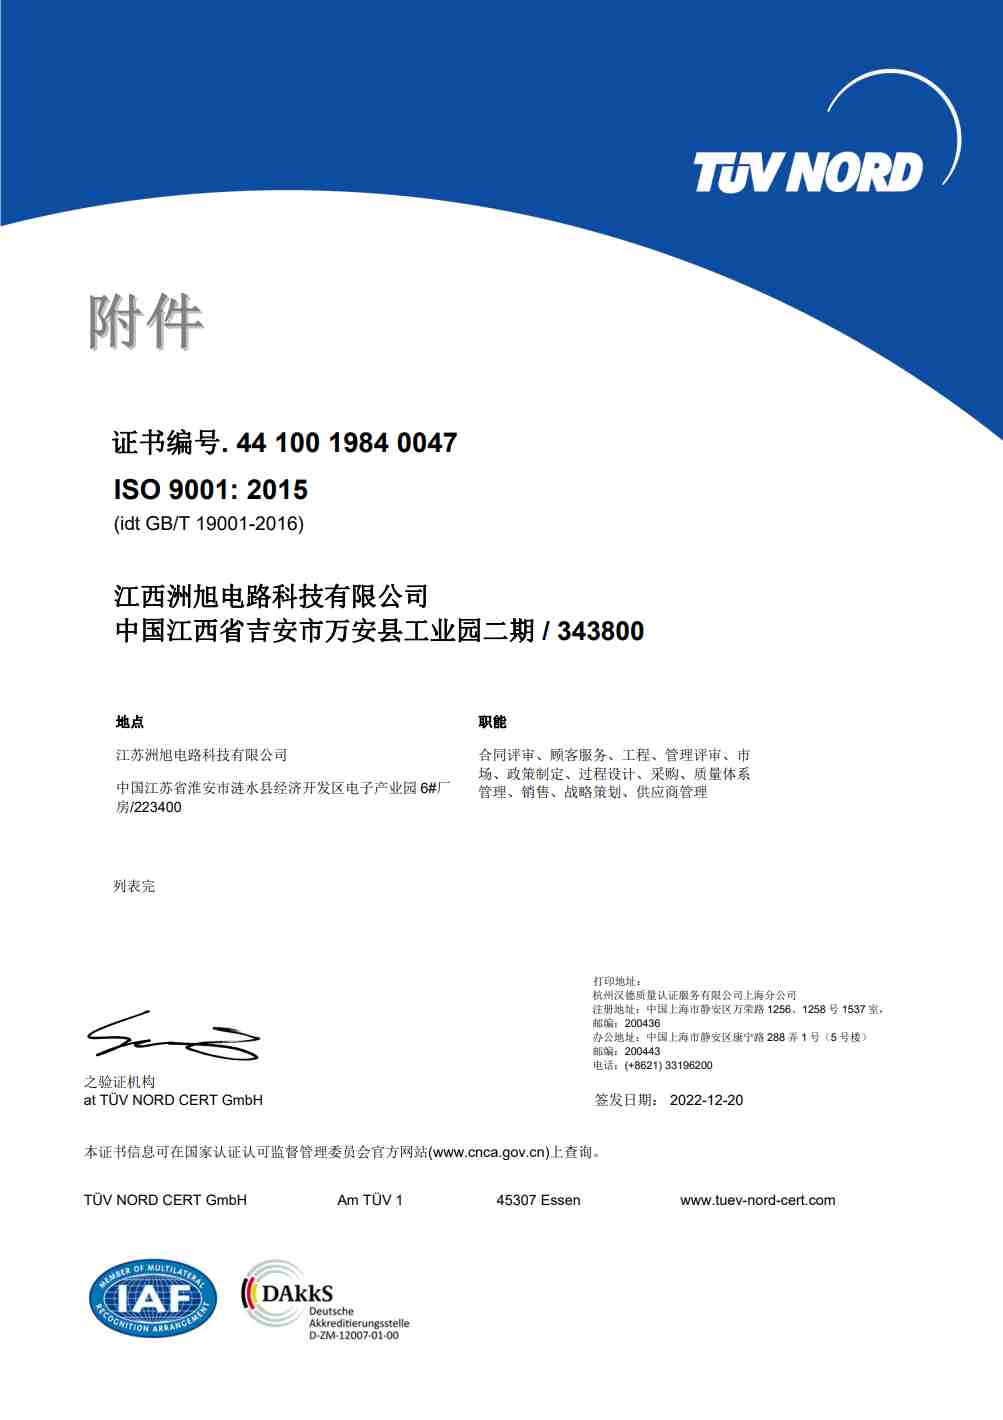 TÜV NORD
附件
证书编号. 44 100 1984 0047
ISO 9001: 2015
(idt GB/T 19001-2016)
江西洲旭电路科技有限公司
中国江西省吉安市万安县工业园二期 / 343800
地点
职能
江苏洲旭电路科技有限公司
中国江苏省淮安市涟水县经济开发区电子产业园 6#厂
房/223400
合同评审、顾客服务、工程、管理评审、市
场、政策制定、过程设计、采购、质量体系
管理、销售、战略策划、供应商管理
列表完
打印地址：
杭州汉德质量认证服务有限公司上海分公司
注册地址：中国上海市静安区万荣路 1256、1258 号 1537 室，
邮编：200436
办公地址：中国上海市静安区康宁路 288 弄 1 号（5 号楼）
邮编：200443
电话：(+8621) 33196200
之验证机构
at TÜV NORD CERT GmbH
签发日期： 2022-12-20
本证书信息可在国家认证认可监督管理委员会官方网站(www.cnca.gov.cn)上查询。
TÜV NORD CERT GmbH Am TÜV 1 45307 Essen www.tuev-nord-cert.com
MEMBER OF MULTILATERAL
IAF
RECOGNITION ARRANGEMENT
DAkkS
Deutsche
Akkreditierungsstelle
D-ZM-12007-01-00